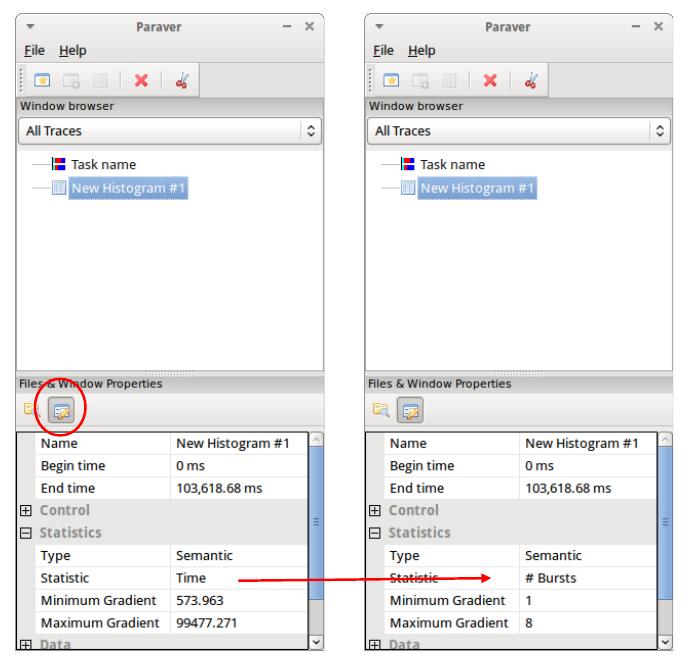 Paraver
File Help
Window browser
All Traces
Task name
New Histogram #1
Files & Window Properties
Name New Histogram #1
Begin time 0 ms
End time 103,618.68 ms
Control
Statistics
Type Semantic
Statistic Time
Minimum Gradient 573.963
Maximum Gradient 99477.271
Data
Paraver
File Help
Window browser
All Traces
Task name
New Histogram #1
Files & Window Properties
Name New Histogram #1
Begin time 0 ms
End time 103,618.68 ms
Control
Statistics
Type Semantic
Statistic # Bursts
Minimum Gradient 1
Maximum Gradient 8
Data